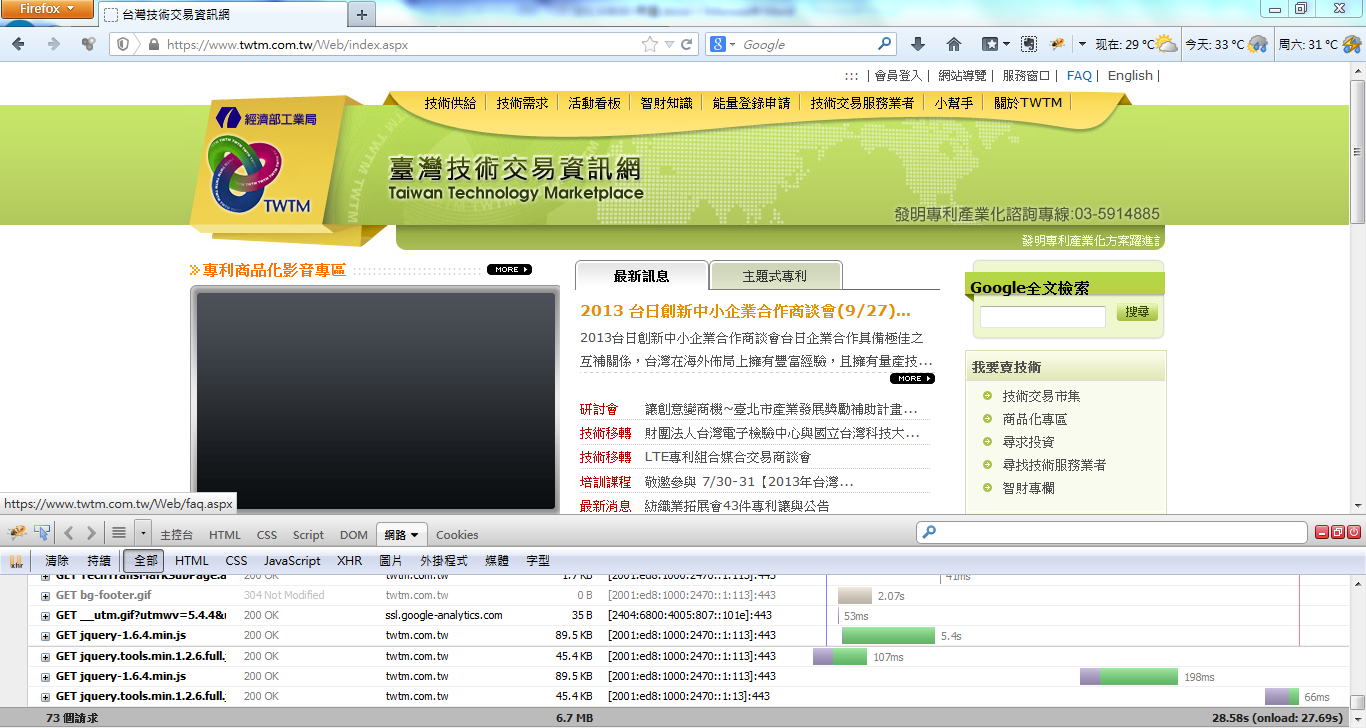 Firefox
台灣技術交易資訊網
https://www.twtm.com.tw/Web/index.aspx
Google
现在: 29 °C
今天: 33 °C
周六: 31 °C
::: | 會員登入 | 網站導覽 | 服務窗口 | FAQ | English |
技術供給 | 技術需求 | 活動看板 | 智財知識 | 能量登錄申請 | 技術交易服務業者 | 小幫手 | 關於TWTM
經濟部工業局
TWTM
臺灣技術交易資訊網
Taiwan Technology Marketplace
發明專利產業化諮詢專線:03-5914885
發明專利產業化方案躍進
專利商品化影音專區
MORE
最新訊息
主題式專利
2013 台日創新中小企業合作商談會(9/27)...
2013台日創新中小企業合作商談會台日企業合作具備極佳之
互補關係，台灣在海外佈局上擁有豐富經驗，且擁有量產技...
MORE
研討會 讓創意變商機~臺北市產業發展獎勵補助計畫...
技術移轉 財團法人台灣電子檢驗中心與國立台灣科技大...
技術移轉 LTE專利組合媒合交易商談會
培訓課程 敬邀參與 7/30-31【2013年台灣...
最新消息 紡織業拓展會43件專利讓與公告
Google全文檢索
搜尋
我要賣技術
技術交易市集
商品化專區
尋求投資
尋找技術服務業者
智財專欄
https://www.twtm.com.tw/Web/faq.aspx
主控台 HTML CSS Script DOM 網路 Cookies
清除 持續 全部 HTML CSS JavaScript XHR 圖片 外掛程式 媒體 字型
GET TechTransMarkSubPage.a 200 OK twtm.com.tw 1.7 KB [2001:ed8:1000:2470::1:113]:443 41ms
GET bg-footer.gif 304 Not Modified twtm.com.tw 0 B [2001:ed8:1000:2470::1:113]:443 2.07s
GET __utm.gif?utmwv=5.4.4&u 200 OK ssl.google-analytics.com 35 B [2404:6800:4005:807::101e]:443 53ms
GET jquery-1.6.4.min.js 200 OK twtm.com.tw 89.5 KB [2001:ed8:1000:2470::1:113]:443 5.4s
GET jquery.tools.min.1.2.6.full.j 200 OK twtm.com.tw 45.4 KB [2001:ed8:1000:2470::1:113]:443 107ms
GET jquery-1.6.4.min.js 200 OK twtm.com.tw 89.5 KB [2001:ed8:1000:2470::1:113]:443 198ms
GET jquery.tools.min.1.2.6.full.j 200 OK twtm.com.tw 45.4 KB [2001:ed8:1000:2470::1:13]:443 66ms
73 個請求 6.7 MB 28.58s (onload: 27.69s)